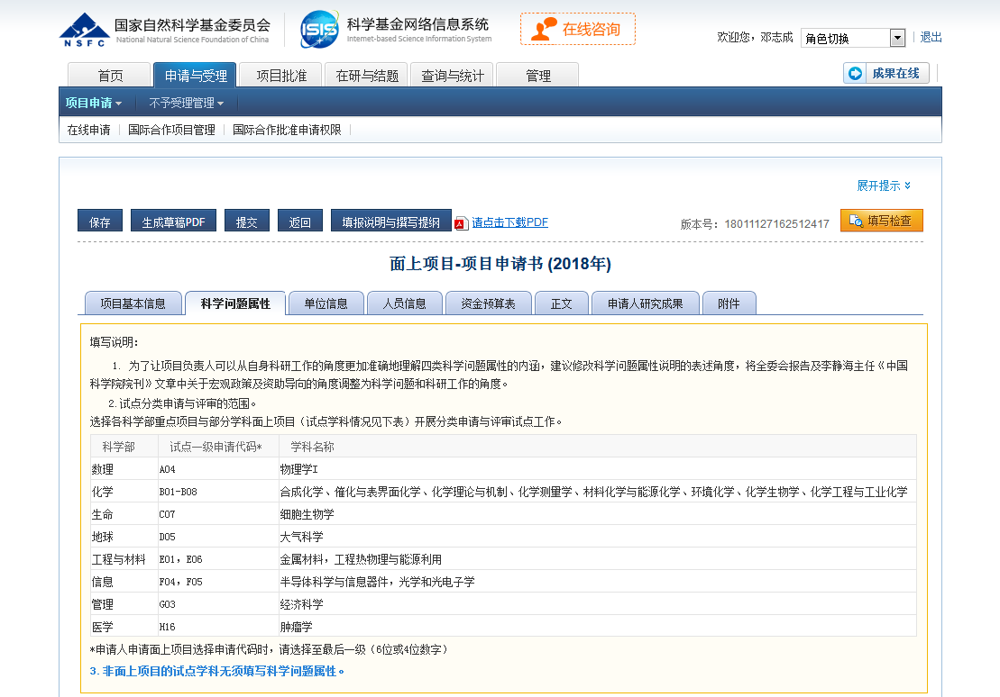 国家自然科学基金委员会
National Natural Science Foundation of China
NSFC
ISIS
科学基金网络信息系统
Internet-based Science Information System
在线咨询
欢迎您，邓志成 角色切换 退出
首页 申请与受理 项目批准 在研与结题 查询与统计 管理 成果在线
项目申请 不予受理管理
在线申请 国际合作项目管理 国际合作批准申请权限
展开提示
保存 生成草稿PDF 提交 返回 填报说明与撰写提纲 请点击下载PDF 版本号：18011127162512417 填写检查
面上项目-项目申请书 (2018年)
项目基本信息 科学问题属性 单位信息 人员信息 资金预算表 正文 申请人研究成果 附件
填写说明：
1. 为了让项目负责人可以从自身科研工作的角度更加准确地理解四类科学问题属性的内涵，建议修改科学问题属性说明的表述角度，将全委会报告及李静海主任《中国
科学院院刊》文章中关于宏观政策及资助导向的角度调整为科学问题和科研工作的角度。
2.试点分类申请与评审的范围。
选择各科学部重点项目与部分学科面上项目（试点学科情况见下表）开展分类申请与评审试点工作。
科学部 试点一级申请代码* 学科名称
数理 A04 物理学I
化学 B01-B08 合成化学、催化与表界面化学、化学理论与机制、化学测量学、材料化学与能源化学、环境化学、化学生物学、化学工程与工业化学
生命 C07 细胞生物学
地球 D05 大气科学
工程与材料 E01，E06 金属材料，工程热物理与能源利用
信息 F04，F05 半导体科学与信息器件，光学和光电子学
管理 G03 经济科学
医学 H16 肿瘤学
*申请人申请面上项目选择申请代码时，请选择至最后一级（6位或4位数字）
3. 非面上项目的试点学科无须填写科学问题属性。